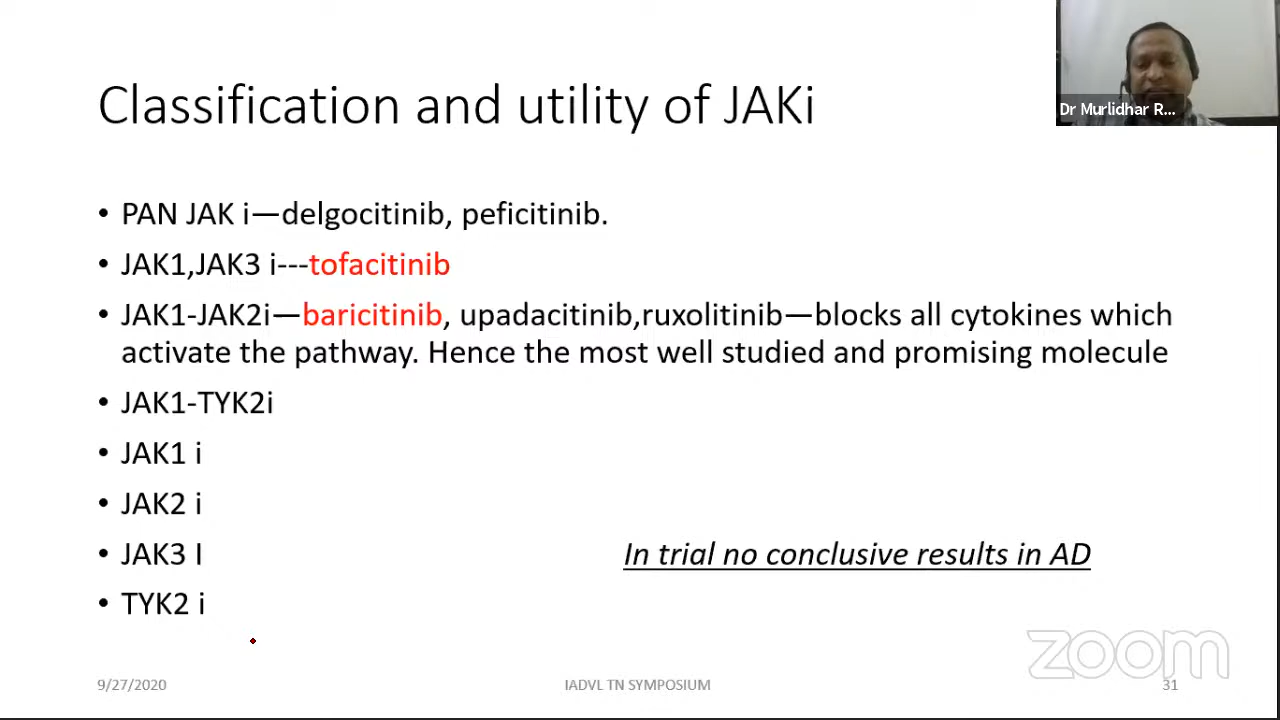 Classification and utility of JAKi
Dr Murlidhar R...
• PAN JAK i—delgocitinib, peficitinib.
• JAK1,JAK3 i---tofacitinib
• JAK1-JAK2i—baricitinib, upadacitinib,ruxolitinib—blocks all cytokines which
activate the pathway. Hence the most well studied and promising molecule
• JAK1-TYK2i
• JAK1 i
• JAK2 i
• JAK3 I
In trial no conclusive results in AD
• TYK2 i
zoom
9/27/2020
IADVL TN SYMPOSIUM
31